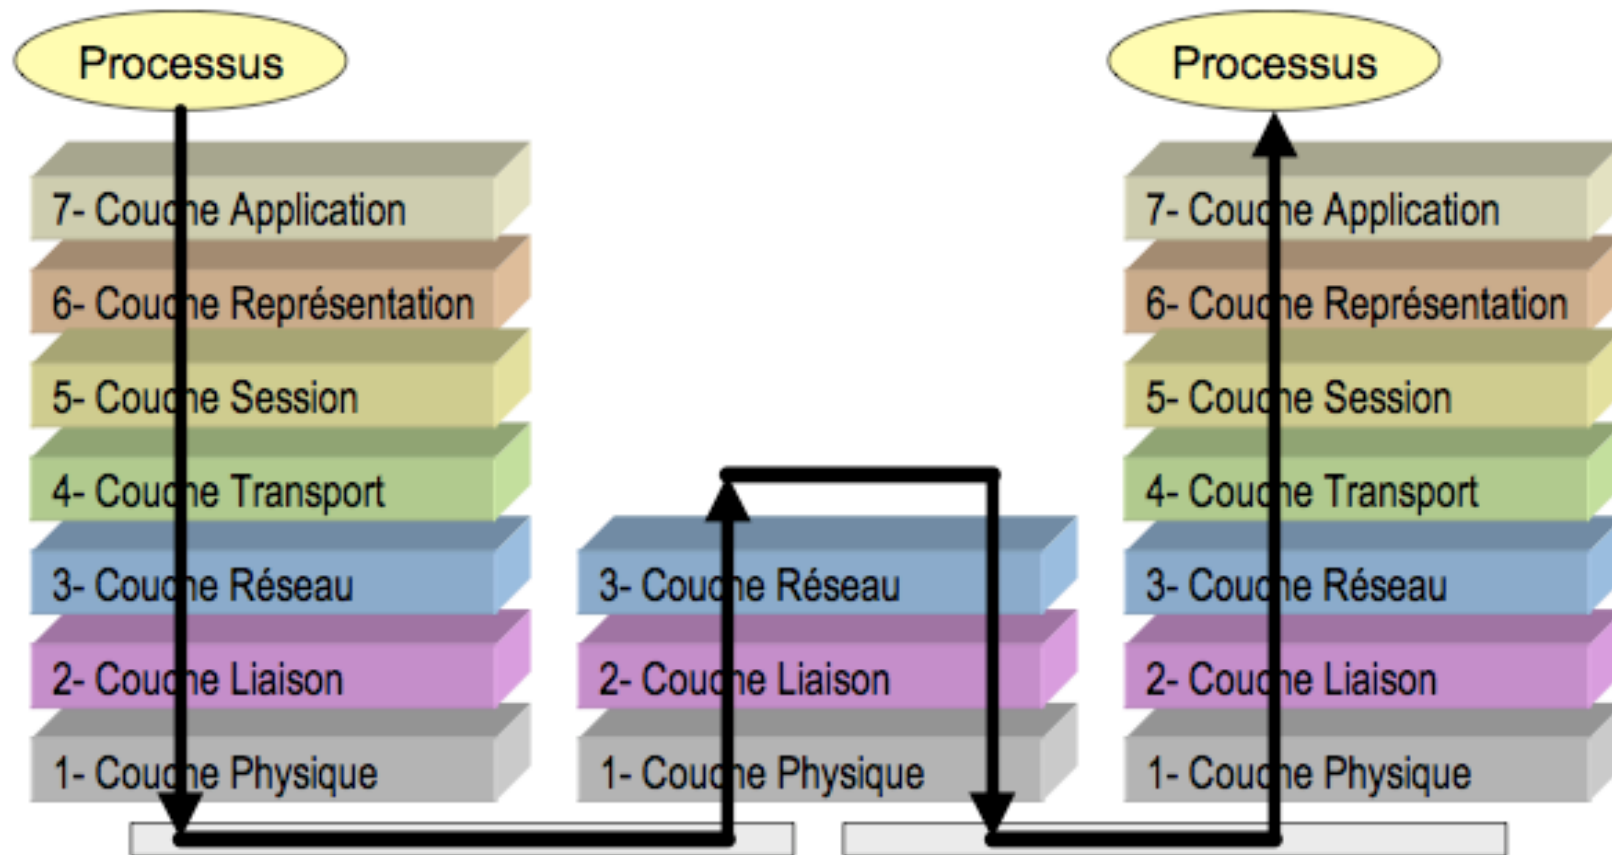 Processus
7- Couche Application
6- Couche Représentation
5- Couche Session
4- Couche Transport
3- Couche Réseau
2- Couche Liaison
1- Couche Physique
3- Couche Réseau
2- Couche Liaison
1- Couche Physique
Processus
7- Couche Application
6- Couche Représentation
5- Couche Session
4- Couche Transport
3- Couche Réseau
2- Couche Liaison
1- Couche Physique